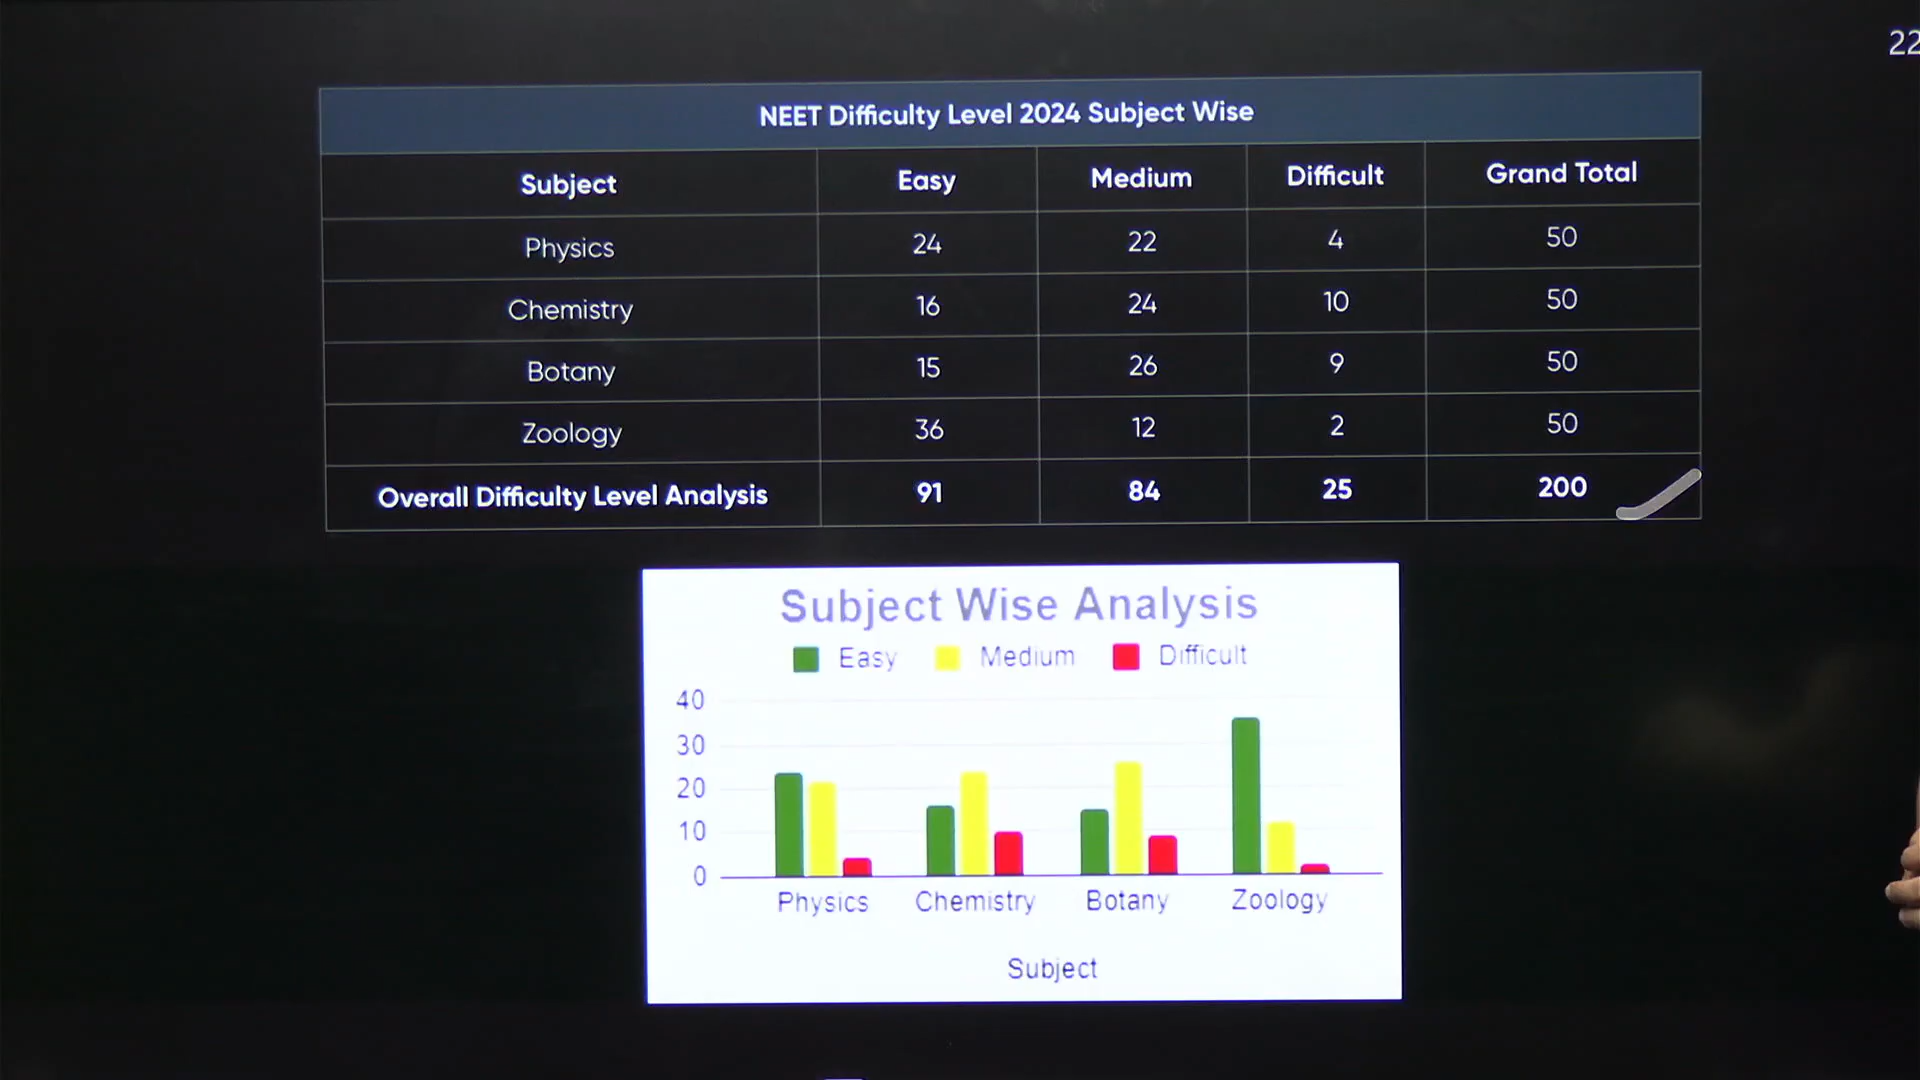 22
NEET Difficulty Level 2024 Subject Wise
Subject Easy Medium Difficult Grand Total
Physics 24 22 4 50
Chemistry 16 24 10 50
Botany 15 26 9 50
Zoology 36 12 2 50
Overall Difficulty Level Analysis 91 84 25 200
Subject Wise Analysis
Easy Medium Difficult
40
30
20
10
0
Physics Chemistry Botany Zoology
Subject